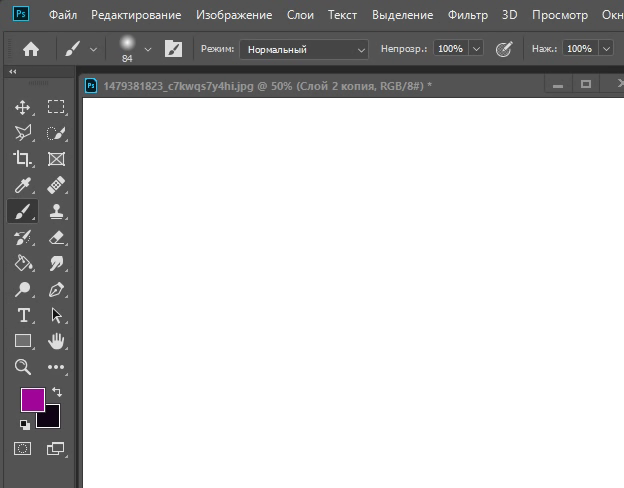 Ps Файл Редактирование Изображение Слои Текст Выделение Фильтр 3D Просмотр Окн
84 Режим: Нормальный Непрозр.: 100% Наж.: 100%
Ps 1479381823_c7kwqs7y4hi.jpg @ 50% (Слой 2 копия, RGB/8#) *
T